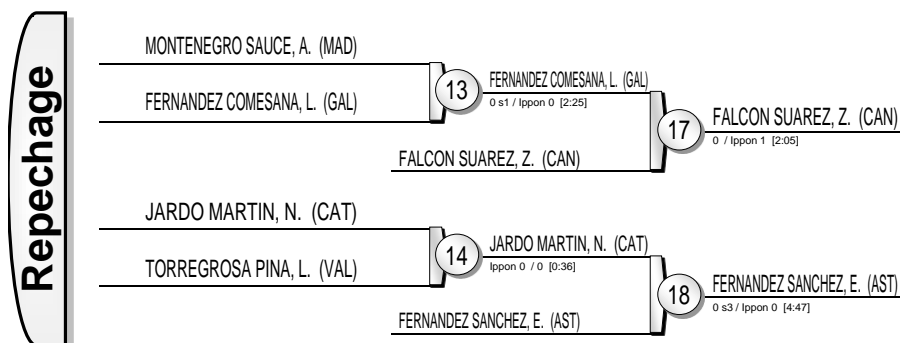 Repechage
MONTENEGRO SAUCE, A. (MAD)
FERNANDEZ COMESANA, L. (GAL)
13
FERNANDEZ COMESANA, L. (GAL)
0 s1 / Ippon 0 [2:25]
FALCON SUAREZ, Z. (CAN)
17
FALCON SUAREZ, Z. (CAN)
0 / Ippon 1 [2:05]
JARDO MARTIN, N. (CAT)
TORREGROSA PINA, L. (VAL)
14
JARDO MARTIN, N. (CAT)
Ippon 0 / 0 [0:36]
FERNANDEZ SANCHEZ, E. (AST)
18
FERNANDEZ SANCHEZ, E. (AST)
0 s3 / Ippon 0 [4:47]